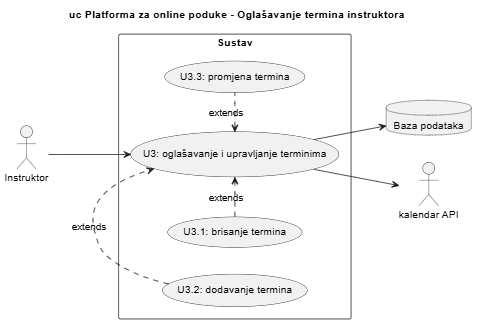 uc Platforma za online poduke - Oglašavanje termina instruktora
Sustav
U3.3: promjena termina
extends
Baza podataka
U3: oglašavanje i upravljanje terminima
Instruktor
kalendar API
extends
extends
U3.1: brisanje termina
U3.2: dodavanje termina